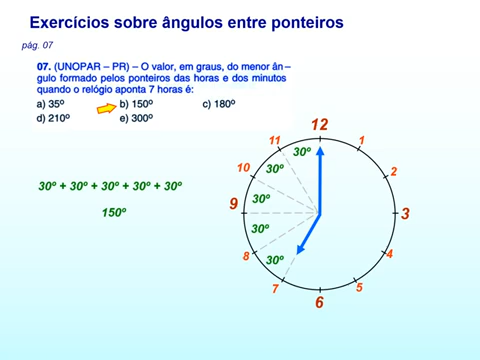 Exercícios sobre ângulos entre ponteiros
pág. 07
07. (UNOPAR – PR) – O valor, em graus, do menor ân –
gulo formado pelos ponteiros das horas e dos minutos
quando o relógio aponta 7 horas é:
a) 35º b) 150º c) 180º
d) 210º e) 300º
12
11 1
30º
10 30º 2
30º + 30º + 30º + 30º + 30º
30º
9 3
150º
30º
8 4
30º
7 5
6